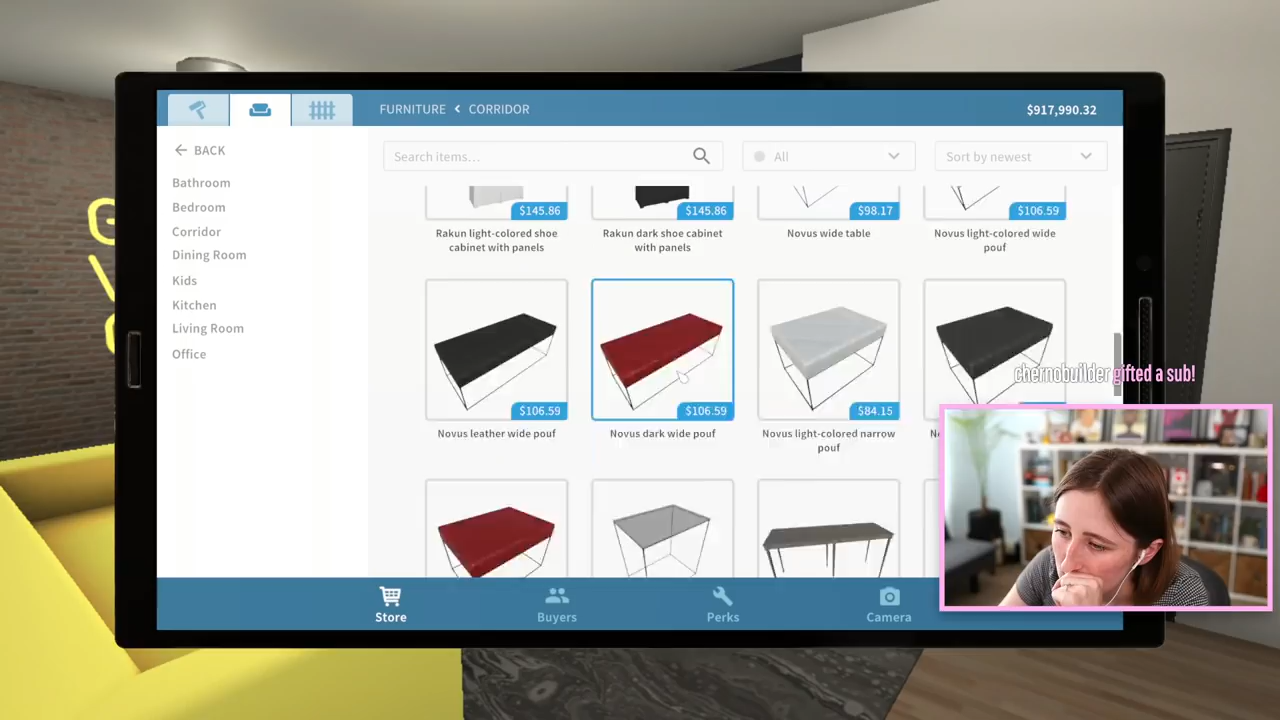 FURNITURE < CORRIDOR
$917,990.32
BACK
Search items...
All
Sort by newest
Bathroom
Bedroom
Corridor
Dining Room
Kids
Kitchen
Living Room
Office
$145.86
$145.86
$98.17
$106.59
Rakun light-colored shoe
cabinet with panels
Rakun dark shoe cabinet
with panels
Novus wide table
Novus light-colored wide
pouf
$106.59
$106.59
$84.15
Novus leather wide pouf
Novus dark wide pouf
Novus light-colored narrow
pouf
chernobuilder gifted a sub!
Store
Buyers
Perks
Camera